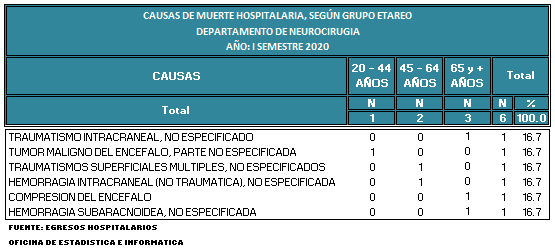 CAUSAS DE MUERTE HOSPITALARIA, SEGÚN GRUPO ETAREO
DEPARTAMENTO DE NEUROCIRUGIA
AÑO: I SEMESTRE 2020
CAUSAS 20 – 44 AÑOS 45 – 64 AÑOS 65 y + AÑOS Total
Total N N N N %
1 2 3 6 100.0
TRAUMATISMO INTRACRANEAL, NO ESPECIFICADO 0 0 1 1 16.7
TUMOR MALIGNO DEL ENCEFALO, PARTE NO ESPECIFICADA 1 0 0 1 16.7
TRAUMATISMOS SUPERFICIALES MULTIPLES, NO ESPECIFICADOS 0 1 0 1 16.7
HEMORRAGIA INTRACRANEAL (NO TRAUMATICA), NO ESPECIFICADA 0 1 0 1 16.7
COMPRESION DEL ENCEFALO 0 0 1 1 16.7
HEMORRAGIA SUBARACNOIDEA, NO ESPECIFICADA 0 0 1 1 16.7
FUENTE: EGRESOS HOSPITALARIOS
OFICINA DE ESTADISTICA E INFORMATICA